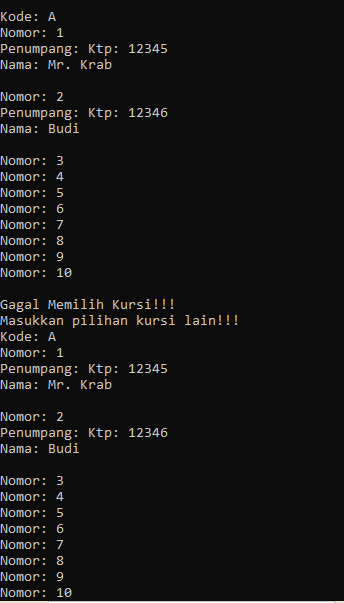 Kode: A
Nomor: 1
Penumpang: Ktp: 12345
Nama: Mr. Krab
Nomor: 2
Penumpang: Ktp: 12346
Nama: Budi
Nomor: 3
Nomor: 4
Nomor: 5
Nomor: 6
Nomor: 7
Nomor: 8
Nomor: 9
Nomor: 10
Gagal Memilih Kursi!!!
Masukkan pilihan kursi lain!!!
Kode: A
Nomor: 1
Penumpang: Ktp: 12345
Nama: Mr. Krab
Nomor: 2
Penumpang: Ktp: 12346
Nama: Budi
Nomor: 3
Nomor: 4
Nomor: 5
Nomor: 6
Nomor: 7
Nomor: 8
Nomor: 9
Nomor: 10